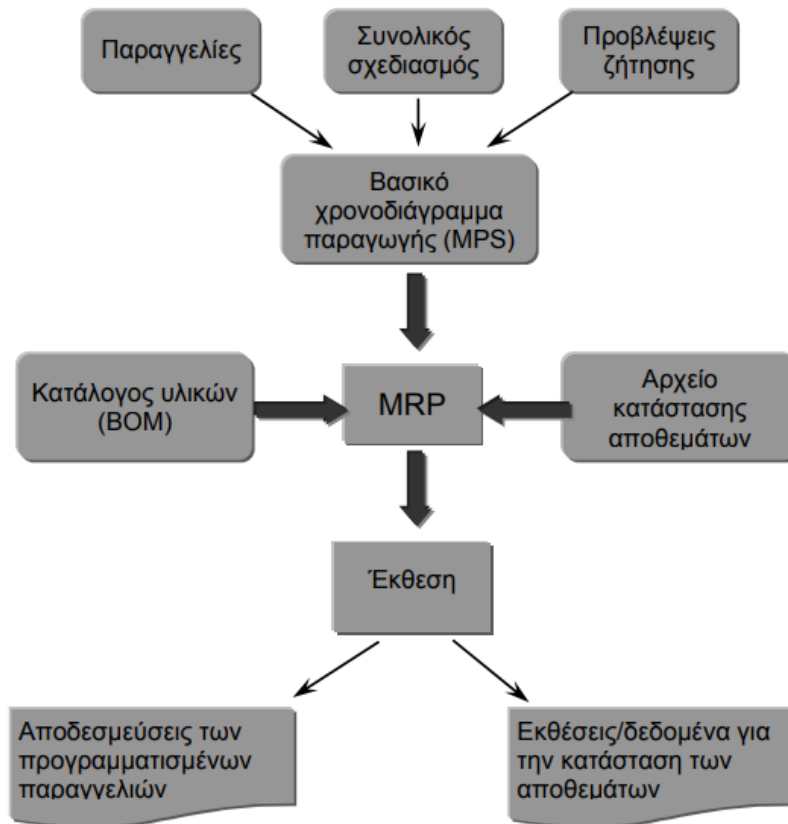 Παραγγελίες
Συνολικός
σχεδιασμός
Προβλέψεις
ζήτησης
Βασικό
χρονοδιάγραμμα
παραγωγής (MPS)
Κατάλογος υλικών
(BOM)
MRP
Αρχείο
κατάστασης
αποθεμάτων
Έκθεση
Αποδεσμεύσεις των
προγραμματισμένων
παραγγελιών
Εκθέσεις/δεδομένα για
την κατάσταση των
αποθεμάτων